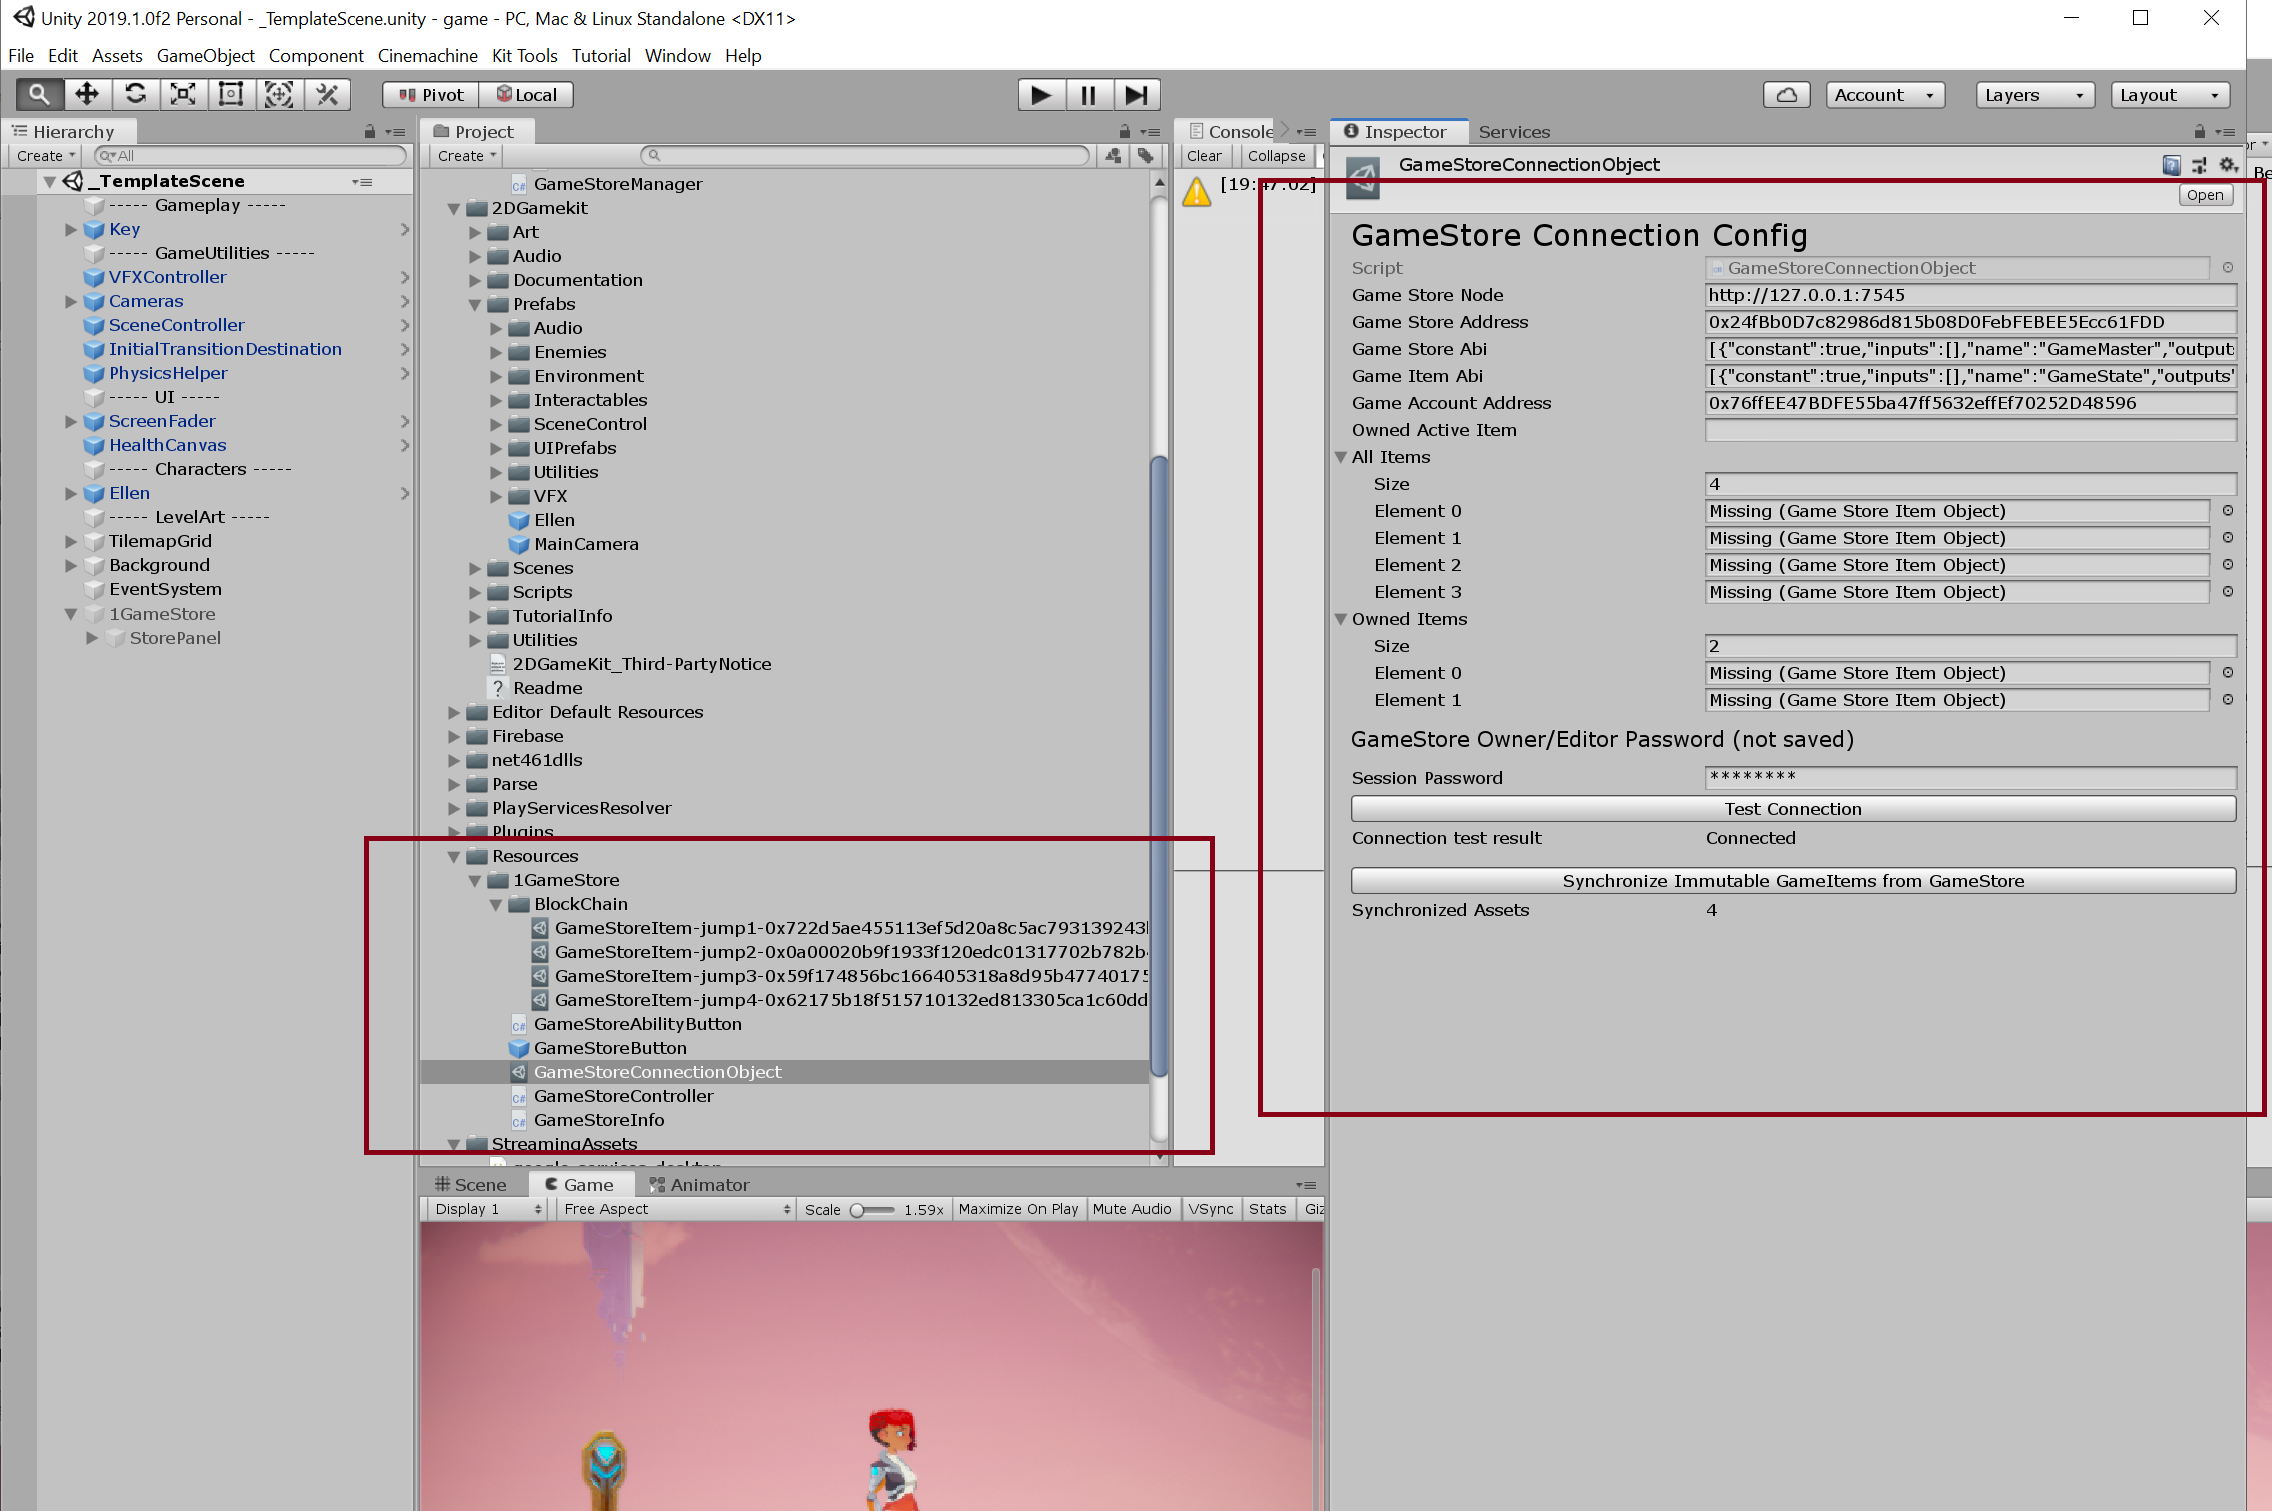 Unity 2019.1.0f2 Personal - _TemplateScene.unity - game - PC, Mac & Linux Standalone <DX11>
File Edit Assets GameObject Component Cinemachine Kit Tools Tutorial Window Help
Pivot Local Account Layers Layout
Hierarchy
Create All
_TemplateScene
----- Gameplay -----
Key
----- GameUtilities -----
VFXController
Cameras
SceneController
InitialTransitionDestination
PhysicsHelper
----- UI -----
ScreenFader
HealthCanvas
----- Characters -----
Ellen
----- LevelArt -----
TilemapGrid
Background
EventSystem
1GameStore
StorePanel
Project
Create
GameStoreManager
2DGamekit
Art
Audio
Documentation
Prefabs
Audio
Enemies
Environment
Interactables
SceneControl
UIPrefabs
Utilities
VFX
Ellen
MainCamera
Scenes
Scripts
TutorialInfo
Utilities
2DGameKit_Third-PartyNotice
Readme
Editor Default Resources
Firebase
net461dlls
Parse
PlayServicesResolver
Plugins
Resources
1GameStore
BlockChain
GameStoreItem-jump1-0x722d5ae455113ef5d20a8c5ac793139243
GameStoreItem-jump2-0x0a00020b9f1933f120edc01317702b782b
GameStoreItem-jump3-0x59f174856bc166405318a8d95b47740175
GameStoreItem-jump4-0x62175b18f515710132ed813305ca1c60dd
GameStoreAbilityButton
GameStoreButton
GameStoreConnectionObject
GameStoreController
GameStoreInfo
StreamingAssets
Console
Clear Collapse
[19:47:02]
Scene Game Animator
Display 1 Free Aspect Scale 1.59x Maximize On Play Mute Audio VSync Stats Giz
Inspector Services
GameStoreConnectionObject
Open
GameStore Connection Config
Script GameStoreConnectionObject
Game Store Node http://127.0.0.1:7545
Game Store Address 0x24fBb0D7c82986d815b08D0FebFEBEE5Ecc61FDD
Game Store Abi [{"constant":true,"inputs":[],"name":"GameMaster","output
Game Item Abi [{"constant":true,"inputs":[],"name":"GameState","outputs"
Game Account Address 0x76ffEE47BDFE55ba47ff5632effEf70252D48596
Owned Active Item
All Items
Size 4
Element 0 Missing (Game Store Item Object)
Element 1 Missing (Game Store Item Object)
Element 2 Missing (Game Store Item Object)
Element 3 Missing (Game Store Item Object)
Owned Items
Size 2
Element 0 Missing (Game Store Item Object)
Element 1 Missing (Game Store Item Object)
GameStore Owner/Editor Password (not saved)
Session Password ********
Test Connection
Connection test result Connected
Synchronize Immutable GameItems from GameStore
Synchronized Assets 4